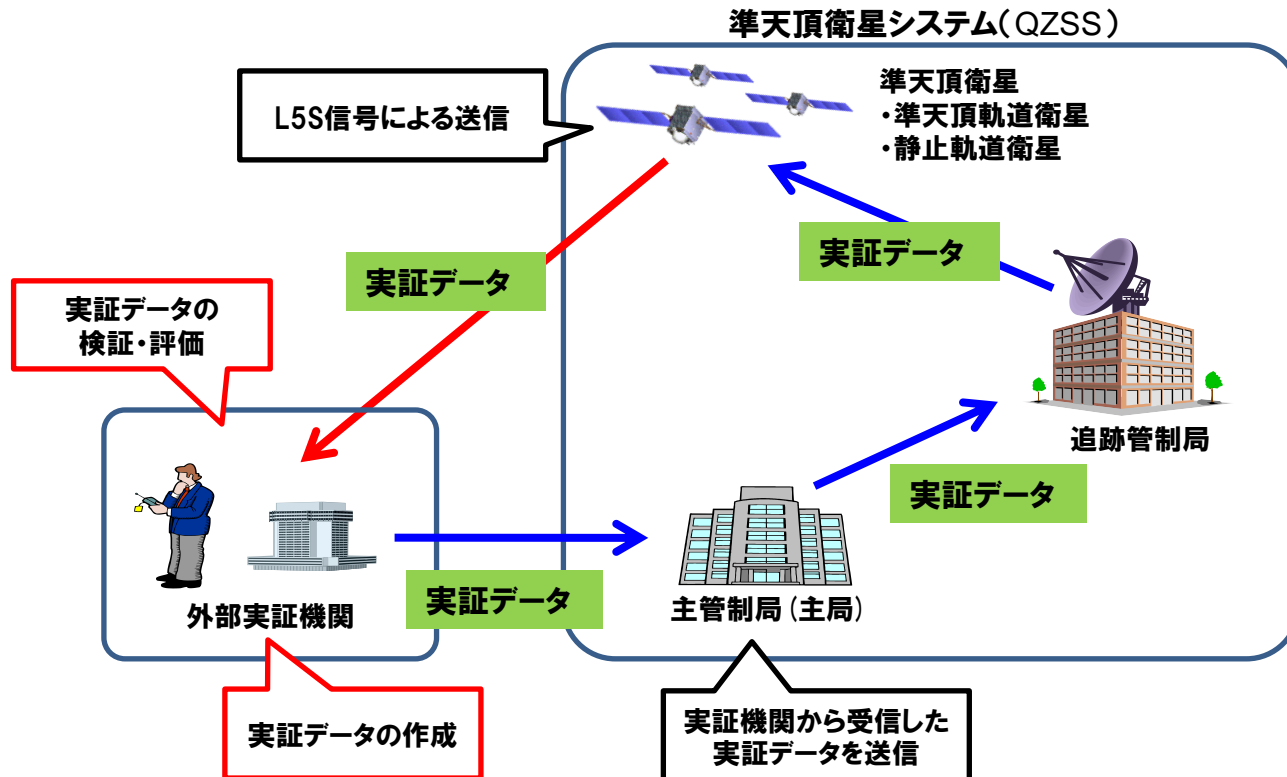 準天頂衛星システム(QZSS)
L5S信号による送信
準天頂衛星
・準天頂軌道衛星
・静止軌道衛星
実証データ
実証データ
実証データの
検証・評価
追跡管制局
実証データ
実証データ
外部実証機関
主管制局(主局)
実証データの作成
実証機関から受信した
実証データを送信